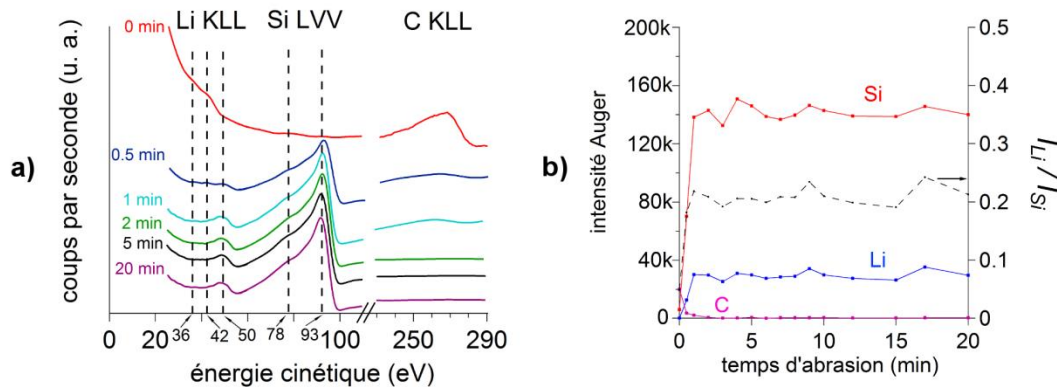 Li KLL Si LVV C KLL
0 min
0.5 min
1 min
2 min
5 min
20 min
a)
coups par seconde (u. a.)
36 42 50 78 93
0 20 100 250 290
énergie cinétique (eV)
b)
200k
160k
120k
80k
40k
0
intensité Auger
Si
Li
C
0.5
0.4
0.3
0.2
0.1
0
I Li / I Si
0 5 10 15 20
temps d'abrasion (min)